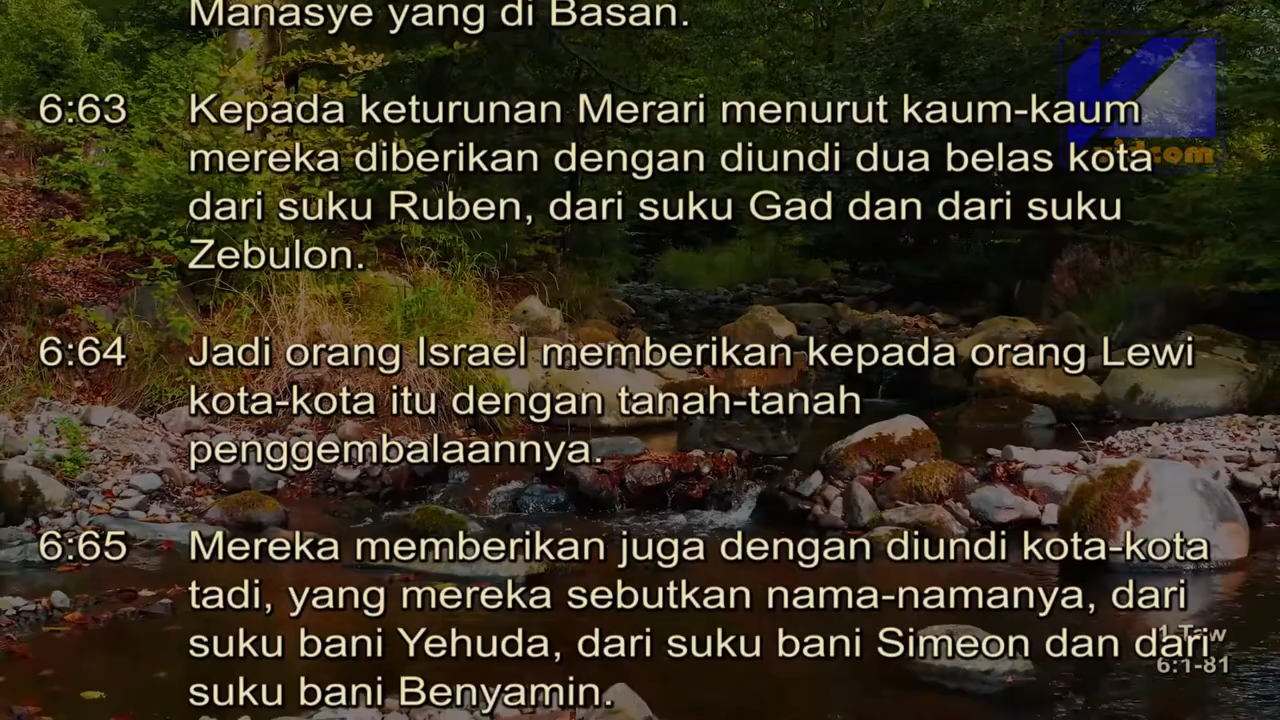 Manasye yang di Basan.
6:63 Kepada keturunan Merari menurut kaum-kaum
mereka diberikan dengan diundi dua belas kota
dari suku Ruben, dari suku Gad dan dari suku
Zebulon.
6:64 Jadi orang Israel memberikan kepada orang Lewi
kota-kota itu dengan tanah-tanah
penggembalaannya.
6:65 Mereka memberikan juga dengan diundi kota-kota
tadi, yang mereka sebutkan nama-namanya, dari
suku bani Yehuda, dari suku bani Simeon dan dari
suku bani Benyamin.
1 Taw
6:1-81